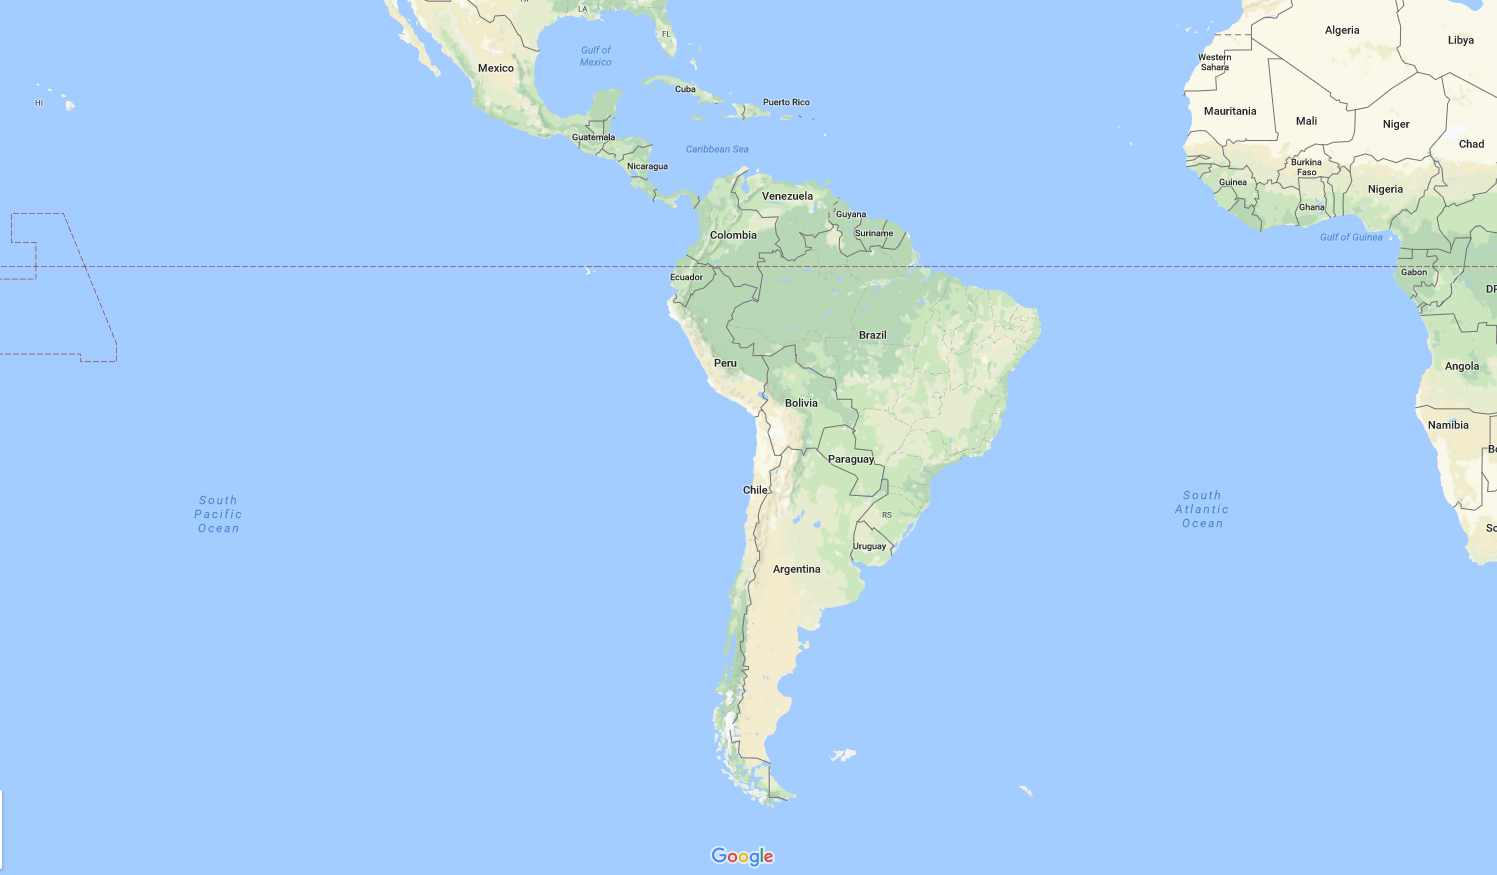 TX
LA
FL
Gulf of
Mexico
Mexico
HI
Cuba
Puerto Rico
Guatemala
Caribbean Sea
Nicaragua
Venezuela
Guyana
Suriname
Colombia
Ecuador
Brazil
Peru
Bolivia
Paraguay
Chile
RS
Uruguay
Argentina
South
Pacific
Ocean
South
Atlantic
Ocean
Algeria
Libya
Western
Sahara
Mauritania
Mali
Niger
Chad
Burkina
Faso
Guinea
Nigeria
Ghana
Gulf of Guinea
Gabon
DR
Angola
Namibia
Bo
So
Google